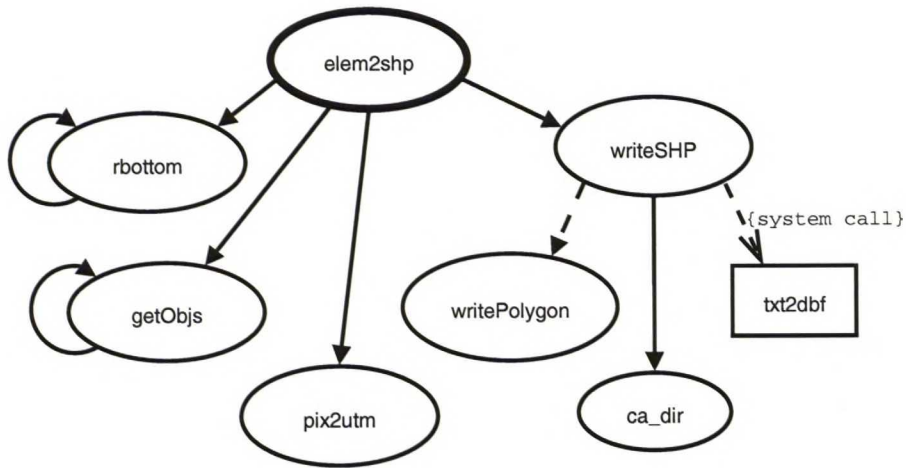 elem2shp
rbottom
writeSHP
{system call}
getObjs
writePolygon
txt2dbf
pix2utm
ca_dir